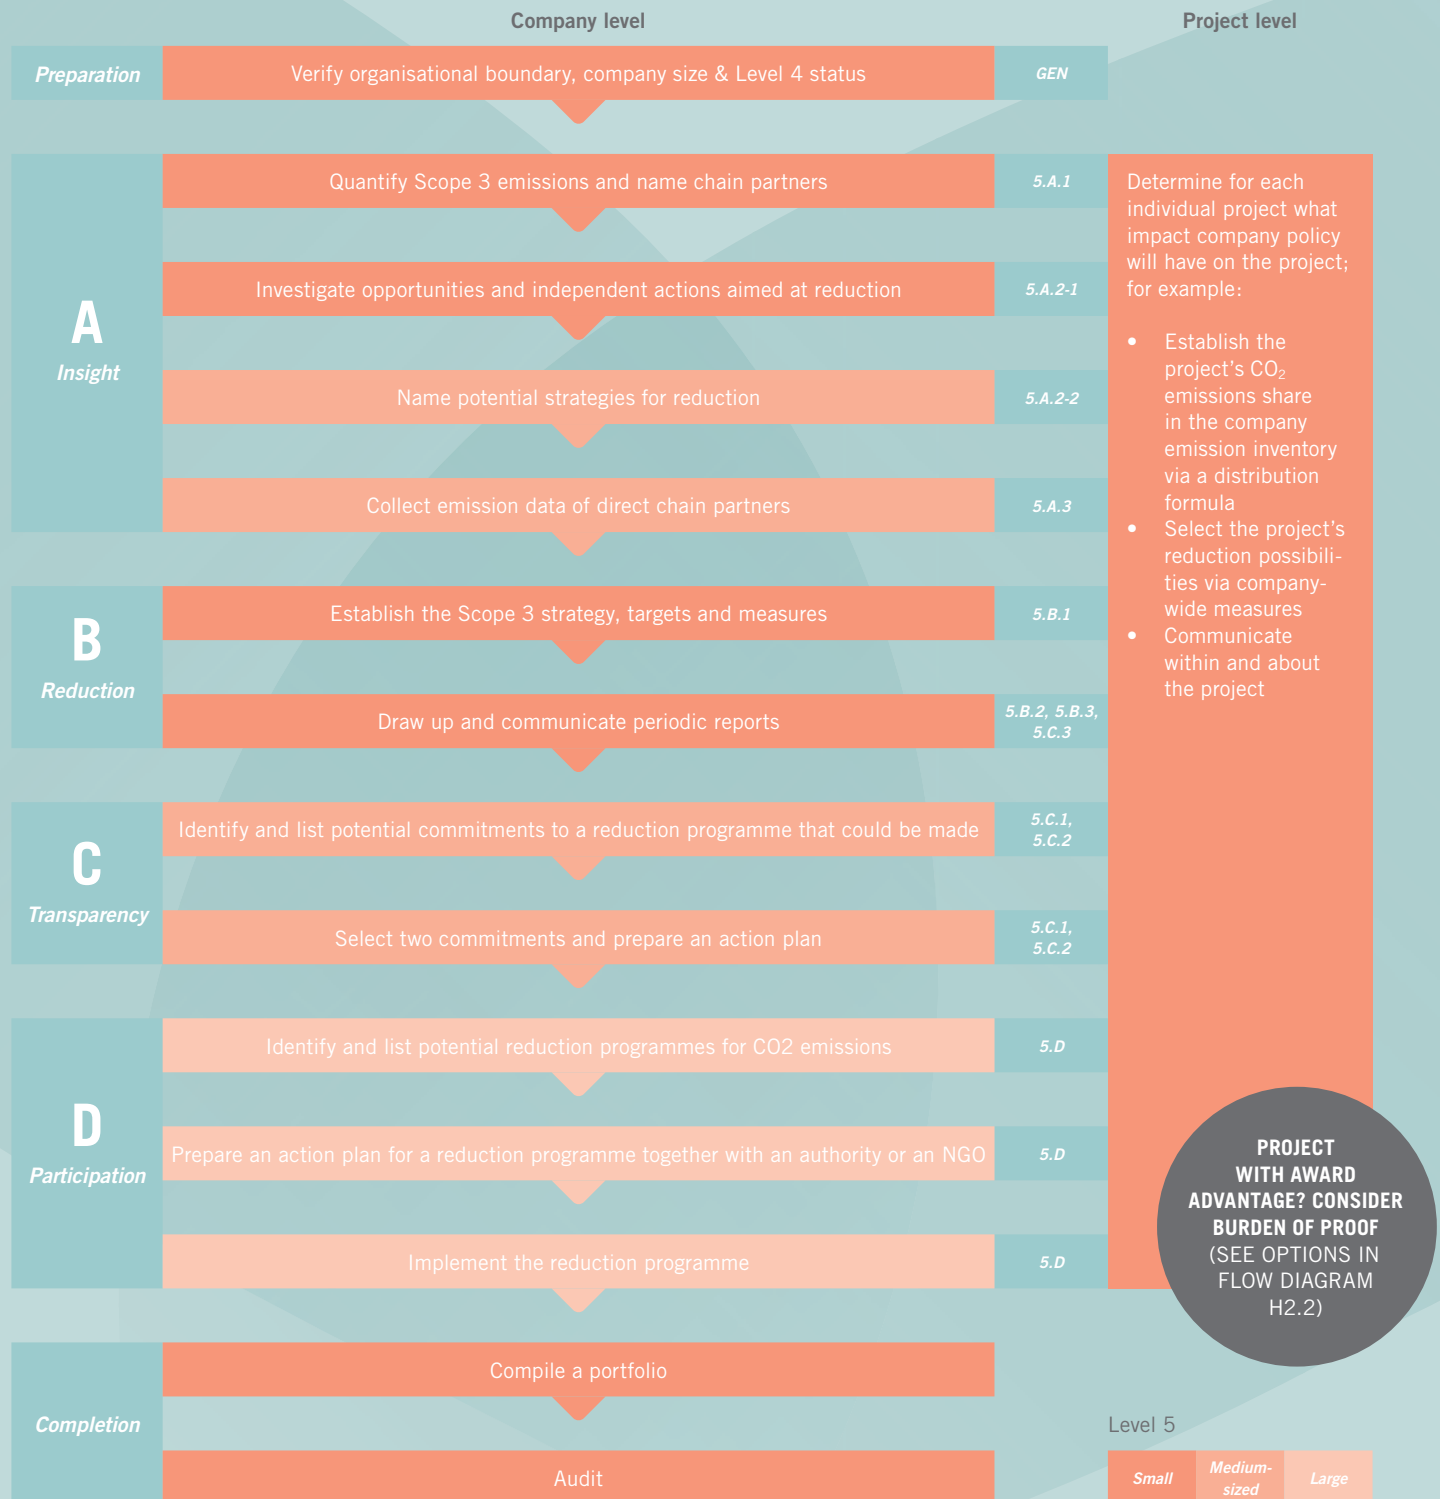 Company level
Project level
Preparation
Verify organisational boundary, company size & Level 4 status
GEN
A
Insight
Quantify Scope 3 emissions and name chain partners
5.A.1
Investigate opportunities and independent actions aimed at reduction
5.A.2-1
Name potential strategies for reduction
5.A.2-2
Collect emission data of direct chain partners
5.A.3
B
Reduction
Establish the Scope 3 strategy, targets and measures
5.B.1
Draw up and communicate periodic reports
5.B.2, 5.B.3,
5.C.3
C
Transparency
Identify and list potential commitments to a reduction programme that could be made
5.C.1,
5.C.2
Select two commitments and prepare an action plan
5.C.1,
5.C.2
D
Participation
Identify and list potential reduction programmes for CO2 emissions
5.D
Prepare an action plan for a reduction programme together with an authority or an NGO
5.D
Implement the reduction programme
5.D
Completion
Compile a portfolio
Audit
Determine for each
individual project what
impact company policy
will have on the project;
for example:
• Establish the
project's CO₂
emissions share
in the company
emission inventory
via a distribution
formula
• Select the project's
reduction possibili-
ties via company-
wide measures
• Communicate
within and about
the project
PROJECT
WITH AWARD
ADVANTAGE? CONSIDER
BURDEN OF PROOF
(SEE OPTIONS IN
FLOW DIAGRAM
H2.2)
Level 5
Small
Medium-
sized
Large